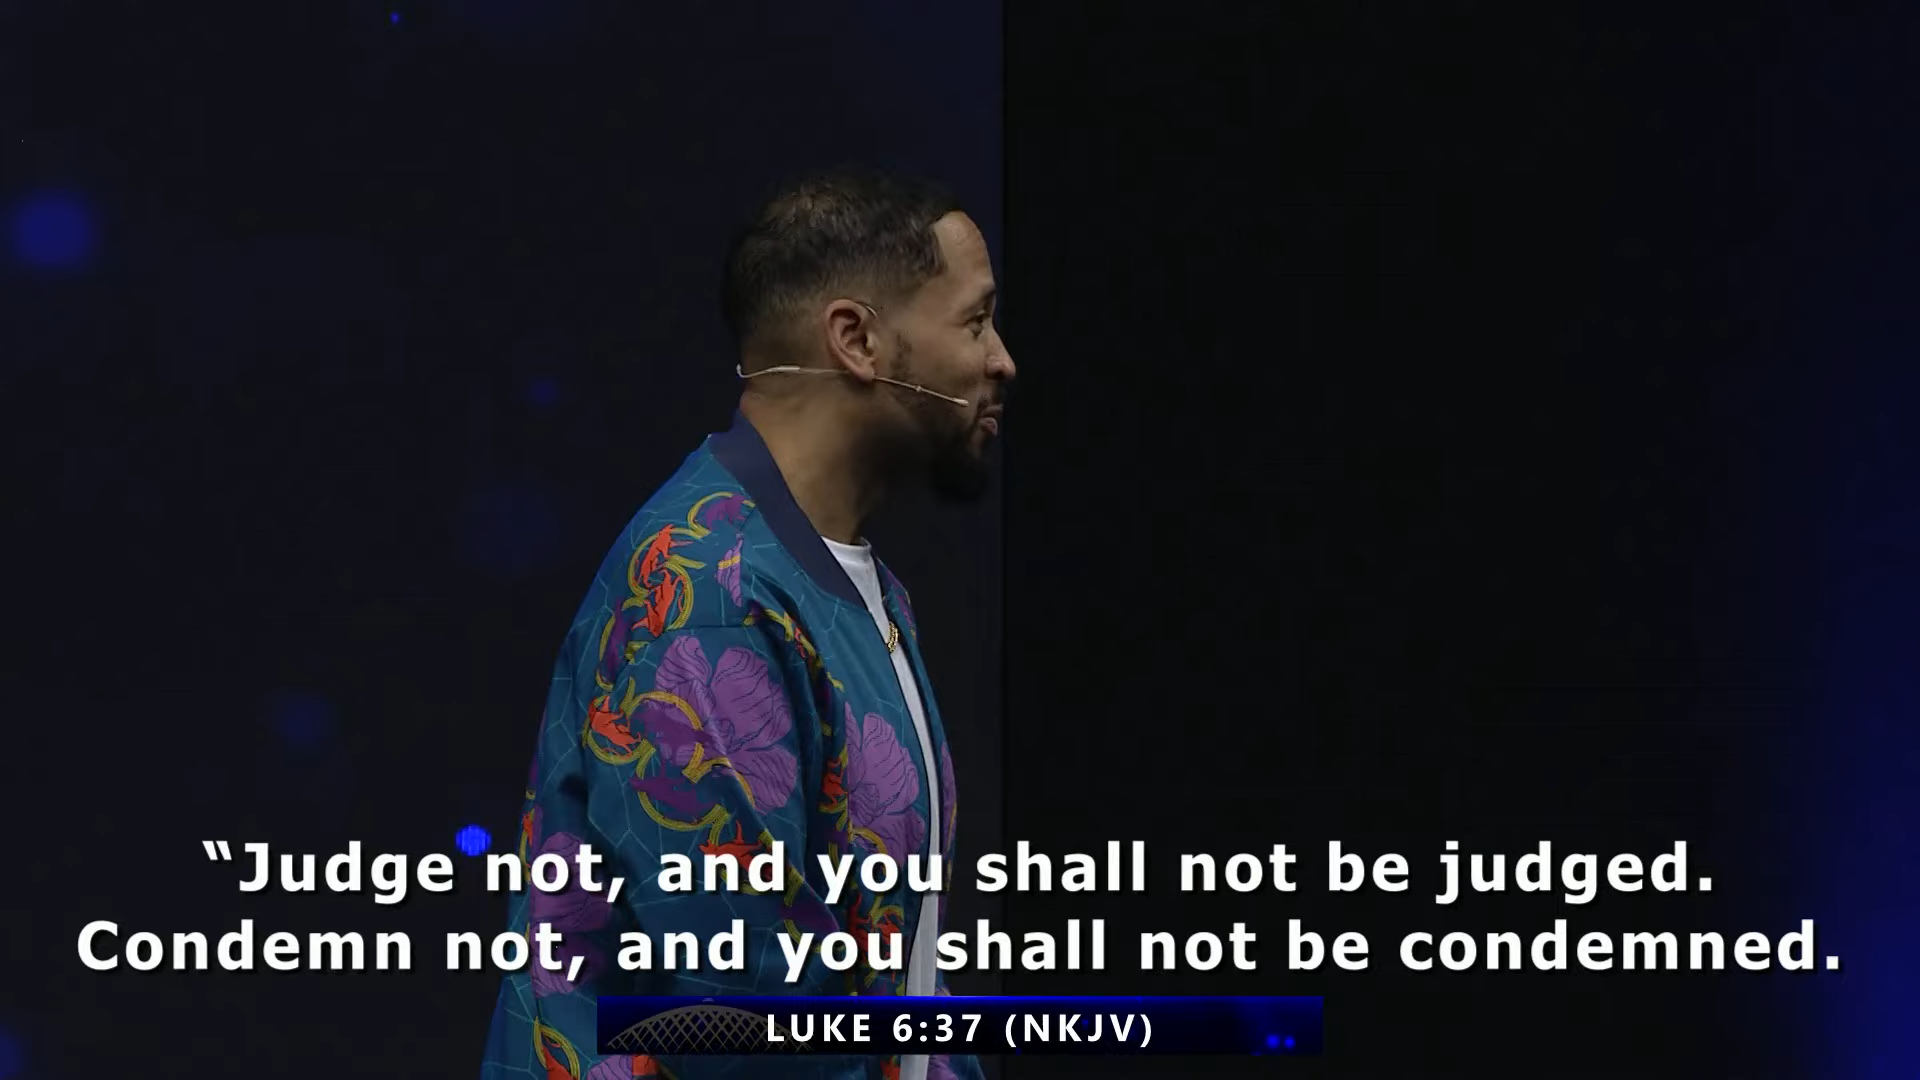 “Judge not, and you shall not be judged.
Condemn not, and you shall not be condemned.
LUKE 6:37 (NKJV)